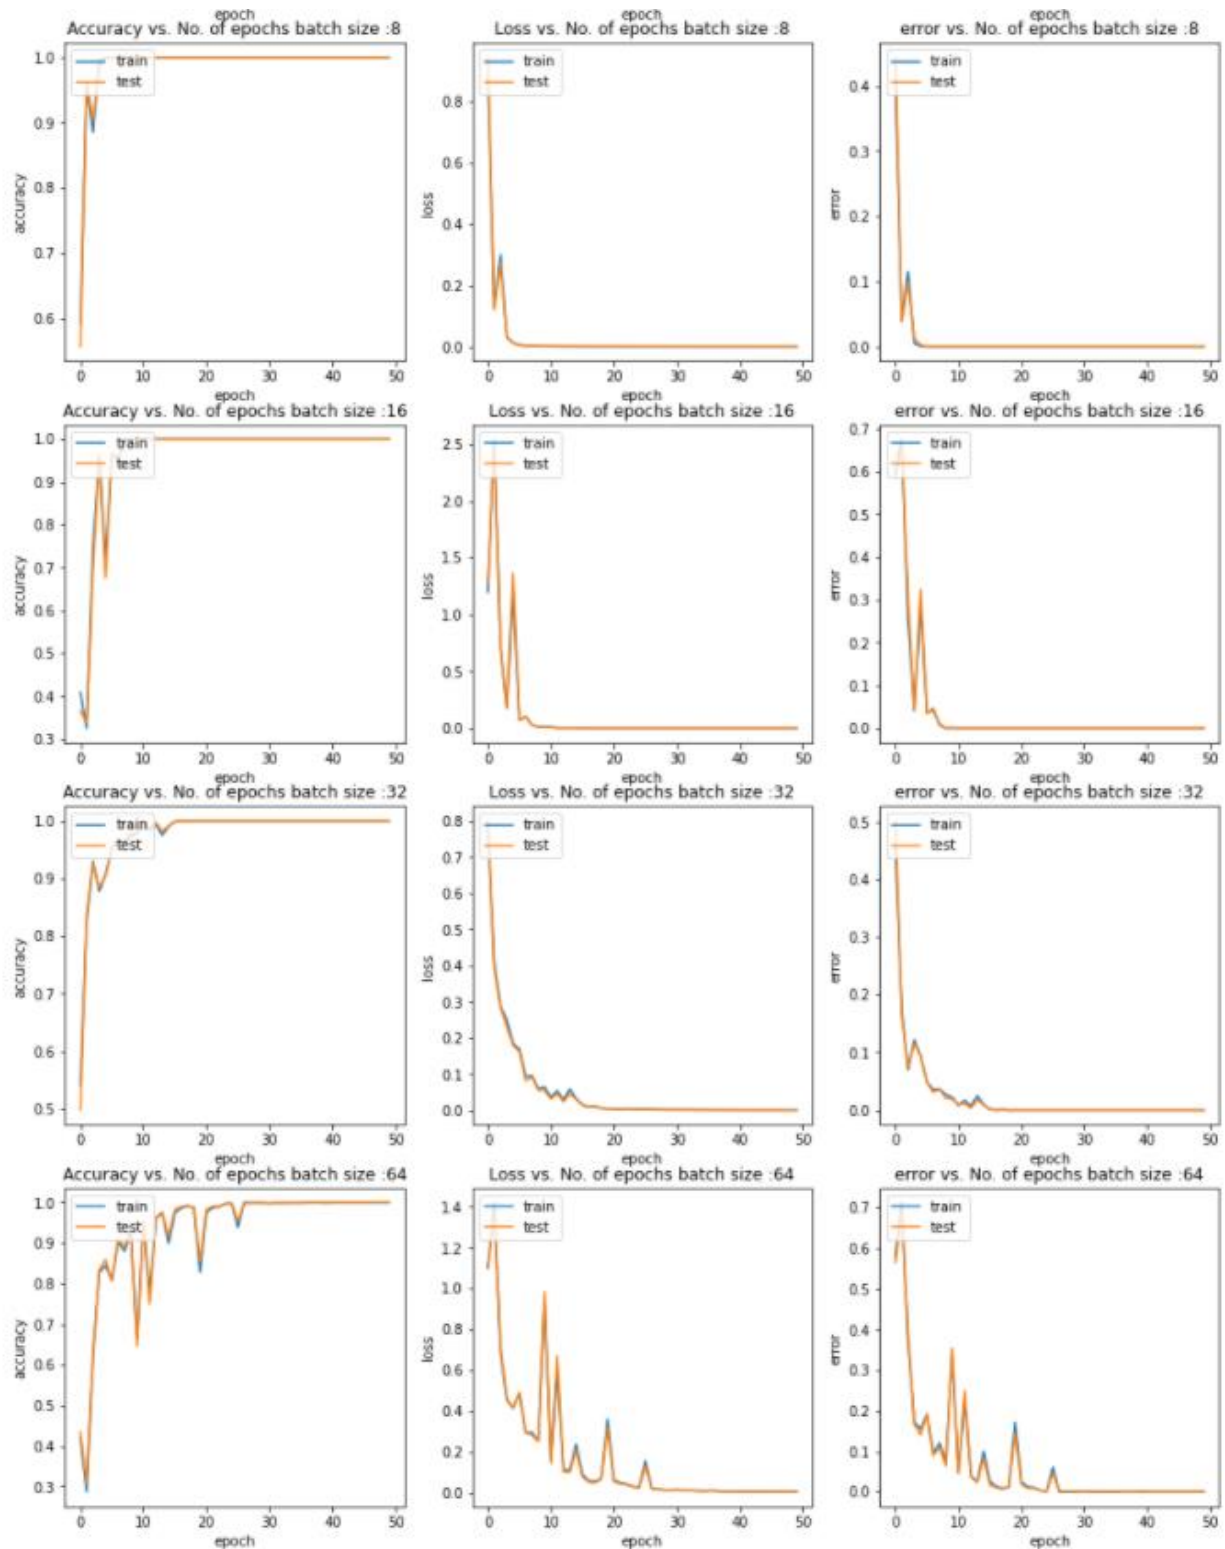 epoch epoch epoch
Accuracy vs. No. of epochs batch size :8 Loss vs. No. of epochs batch size :8 error vs. No. of epochs batch size :8
train train train
test test test
1.0 0.9 0.8 0.7 0.6
accuracy
0.8 0.6 0.4 0.2 0.0
loss
0.4 0.3 0.2 0.1 0.0
error
0 10 20 30 40 50 0 10 20 30 40 50 0 10 20 30 40 50
epoch epoch epoch
Accuracy vs. No. of epochs batch size :16 Loss vs. No. of epochs batch size :16 error vs. No. of epochs batch size :16
train train train
test test test
1.0 0.9 0.8 0.7 0.6 0.5 0.4 0.3
accuracy
2.5 2.0 1.5 1.0 0.5 0.0
loss
0.7 0.6 0.5 0.4 0.3 0.2 0.1 0.0
error
0 10 20 30 40 50 0 10 20 30 40 50 0 10 20 30 40 50
epoch epoch epoch
Accuracy vs. No. of epochs batch size :32 Loss vs. No. of epochs batch size :32 error vs. No. of epochs batch size :32
train train train
test test test
1.0 0.9 0.8 0.7 0.6 0.5
accuracy
0.8 0.7 0.6 0.5 0.4 0.3 0.2 0.1 0.0
loss
0.5 0.4 0.3 0.2 0.1 0.0
error
0 10 20 30 40 50 0 10 20 30 40 50 0 10 20 30 40 50
epoch epoch epoch
Accuracy vs. No. of epochs batch size :64 Loss vs. No. of epochs batch size :64 error vs. No. of epochs batch size :64
train train train
test test test
1.0 0.9 0.8 0.7 0.6 0.5 0.4 0.3
accuracy
1.4 1.2 1.0 0.8 0.6 0.4 0.2 0.0
loss
0.7 0.6 0.5 0.4 0.3 0.2 0.1 0.0
error
0 10 20 30 40 50 0 10 20 30 40 50 0 10 20 30 40 50
epoch epoch epoch